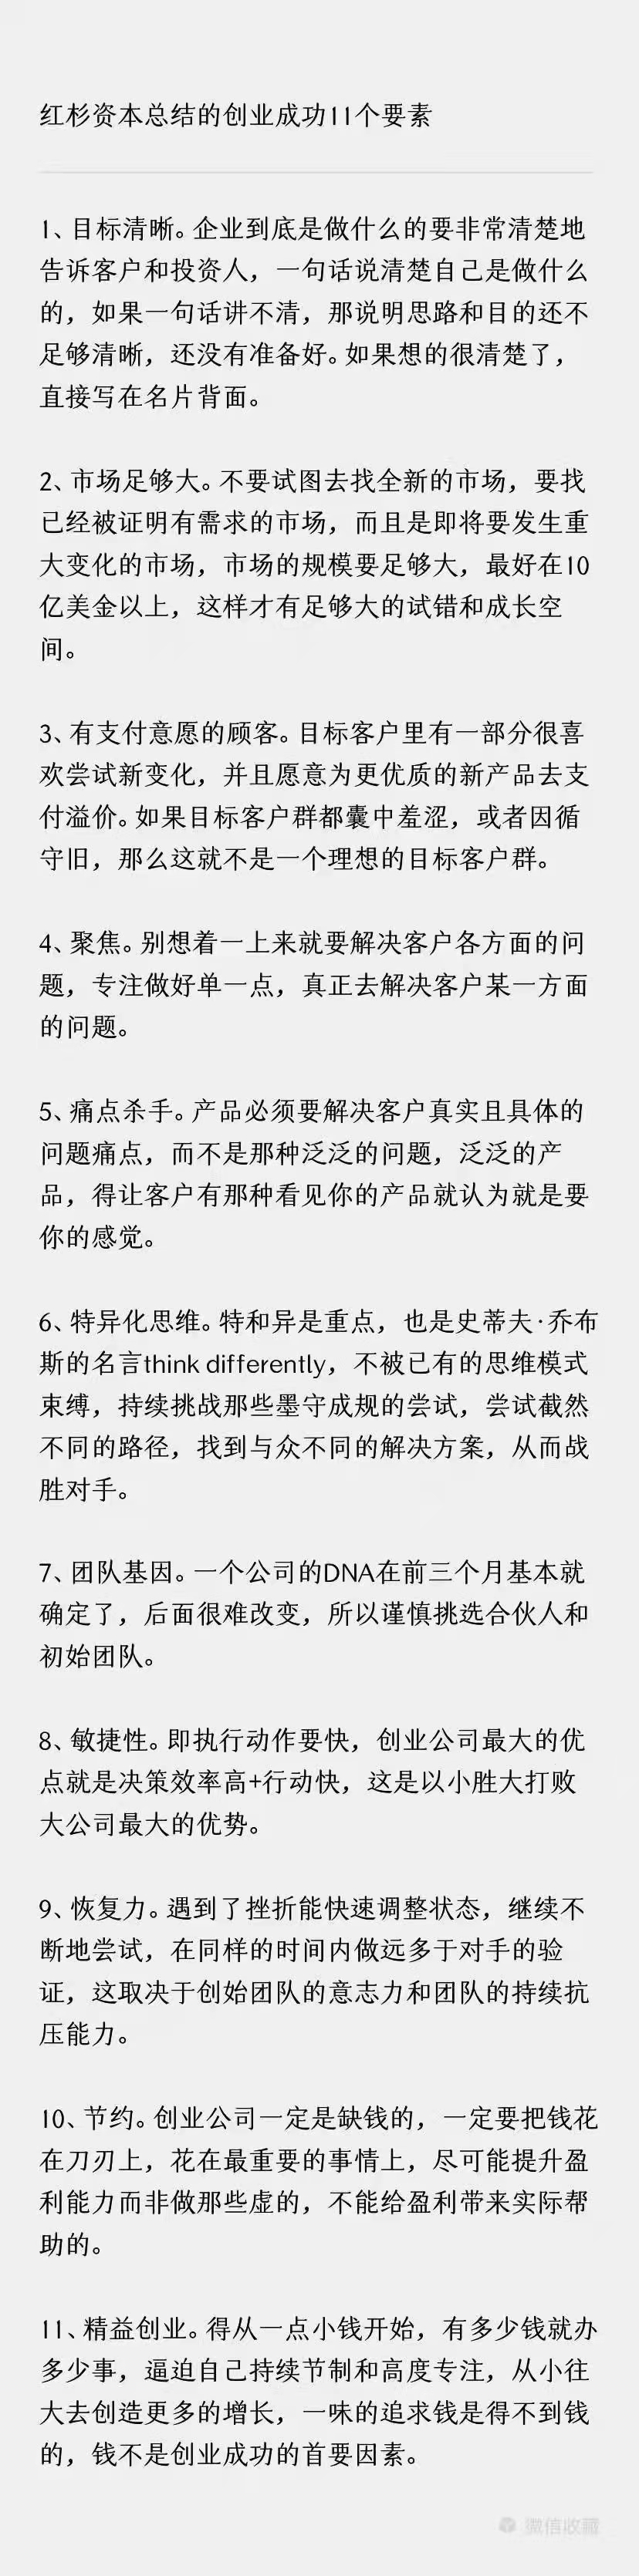 红杉资本总结的创业成功11个要素
1、目标清晰。企业到底是做什么的要非常清楚地
告诉客户和投资人，一句话说清楚自己是做什么
的，如果一句话讲不清，那说明思路和目的还不
足够清晰，还没有准备好。如果想的很清楚了，
直接写在名片背面。
2、市场足够大。不要试图去找全新的市场，要找
已经被证明有需求的市场，而且是即将要发生重
大变化的市场，市场的规模要足够大，最好在10
亿美金以上，这样才有足够大的试错和成长空
间。
3、有支付意愿的顾客。目标客户里有一部分很喜
欢尝试新变化，并且愿意为更优质的新产品去支
付溢价。如果目标客户群都囊中羞涩，或者因循
守旧，那么这就不是一个理想的目标客户群。
4、聚焦。别想着一上来就要解决客户各方面的问
题，专注做好单一点，真正去解决客户某一方面
的问题。
5、痛点杀手。产品必须要解决客户真实且具体的
问题痛点，而不是那种泛泛的问题，泛泛的产
品，得让客户有那种看见你的产品就认为就是要
你的感觉。
6、特异化思维。特和异是重点，也是史蒂夫·乔布
斯的名言think differently，不被已有的思维模式
束缚，持续挑战那些墨守成规的尝试，尝试截然
不同的路径，找到与众不同的解决方案，从而战
胜对手。
7、团队基因。一个公司的DNA在前三个月基本就
确定了，后面很难改变，所以谨慎挑选合伙人和
初始团队。
8、敏捷性。即执行动作要快，创业公司最大的优
点就是决策效率高+行动快，这是以小胜大打败
大公司最大的优势。
9、恢复力。遇到了挫折能快速调整状态，继续不
断地尝试，在同样的时间内做远多于对手的验
证，这取决于创始团队的意志力和团队的持续抗
压能力。
10、节约。创业公司一定是缺钱的，一定要把钱花
在刀刃上，花在最重要的事情上，尽可能提升盈
利能力而非做那些虚的，不能给盈利带来实际帮
助的。
11、精益创业。得从一点小钱开始，有多少钱就办
多少事，逼迫自己持续节制和高度专注，从小往
大去创造更多的增长，一味的追求钱是得不到钱
的，钱不是创业成功的首要因素。
微信收藏